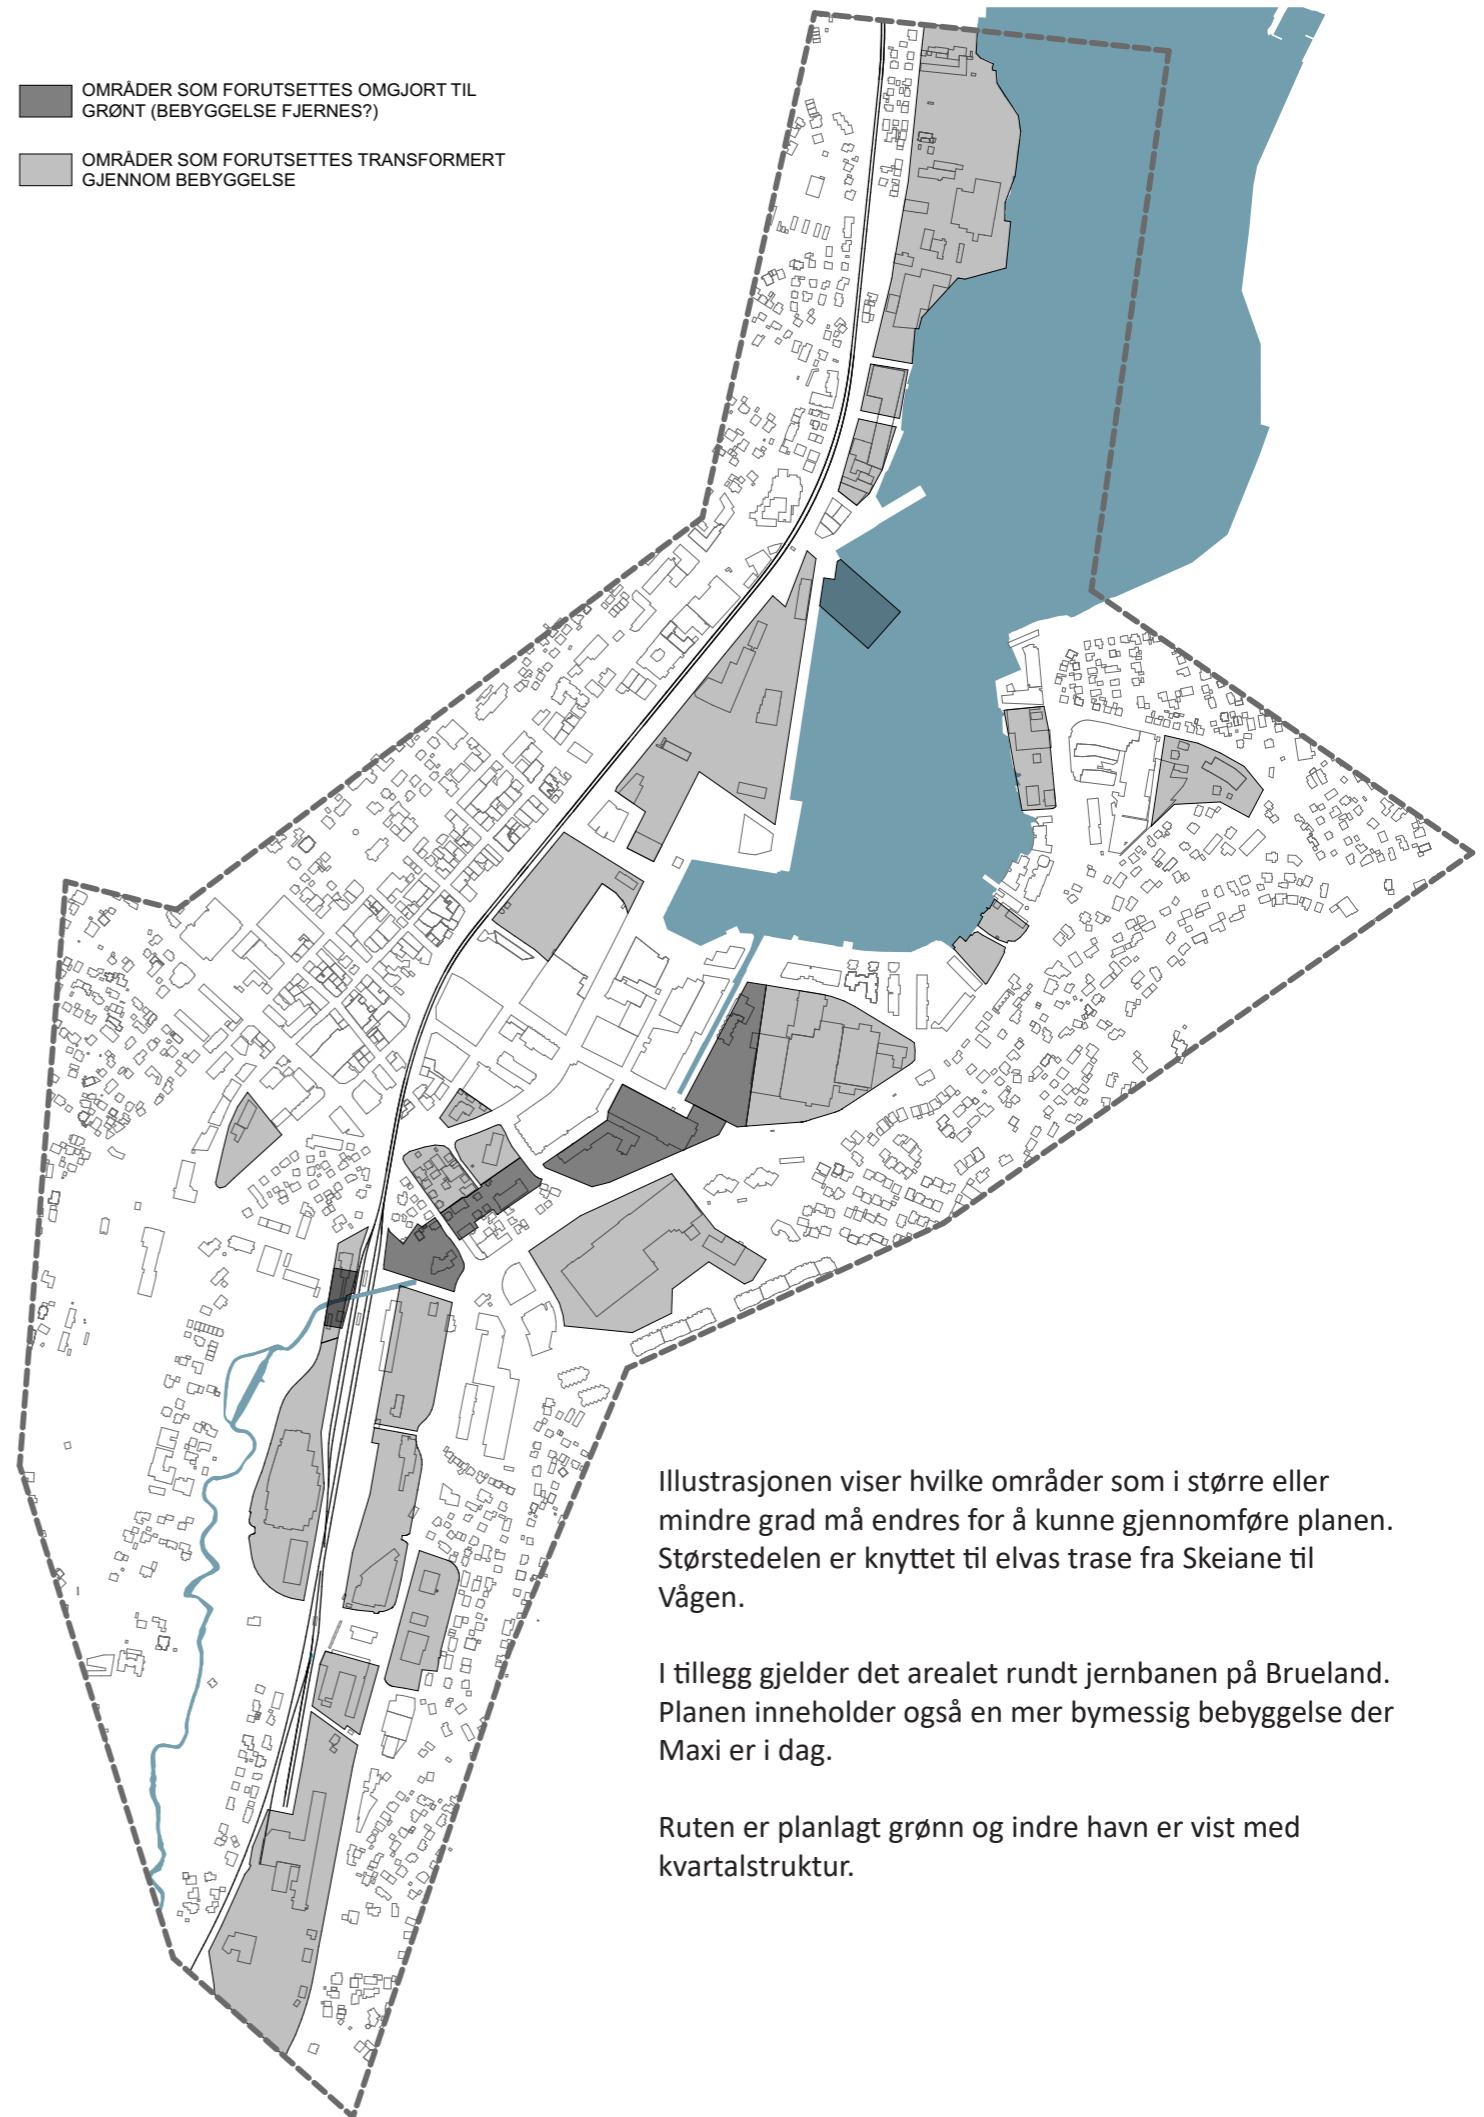 OMRÅDER SOM FORUTSETTES OMGJORT TIL
GRØNT (BEBYGGELSE FJERNES?)
OMRÅDER SOM FORUTSETTES TRANSFORMERT
GJENNOM BEBYGGELSE
Illustrasjonen viser hvilke områder som i større eller
mindre grad må endres for å kunne gjennomføre planen.
Størstedelen er knyttet til elvas trase fra Skeiane til
Vågen.
I tillegg gjelder det arealet rundt jernbanen på Brueland.
Planen inneholder også en mer bymessig bebyggelse der
Maxi er i dag.
Ruten er planlagt grønn og indre havn er vist med
kvartalstruktur.